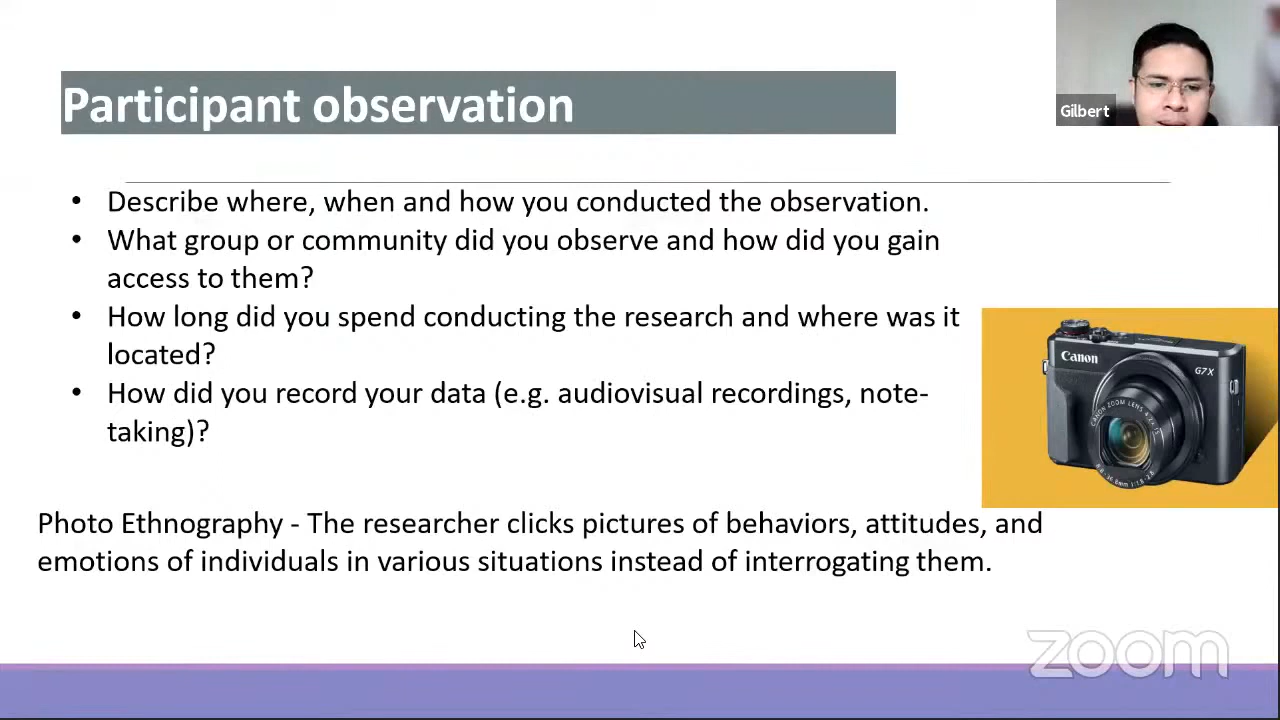 Participant observation
Gilbert
• Describe where, when and how you conducted the observation.
• What group or community did you observe and how did you gain
access to them?
• How long did you spend conducting the research and where was it
located?
• How did you record your data (e.g. audiovisual recordings, note-
taking)?
Canon
G7X
CANON ZOOM LENS
Photo Ethnography - The researcher clicks pictures of behaviors, attitudes, and
emotions of individuals in various situations instead of interrogating them.
zoom